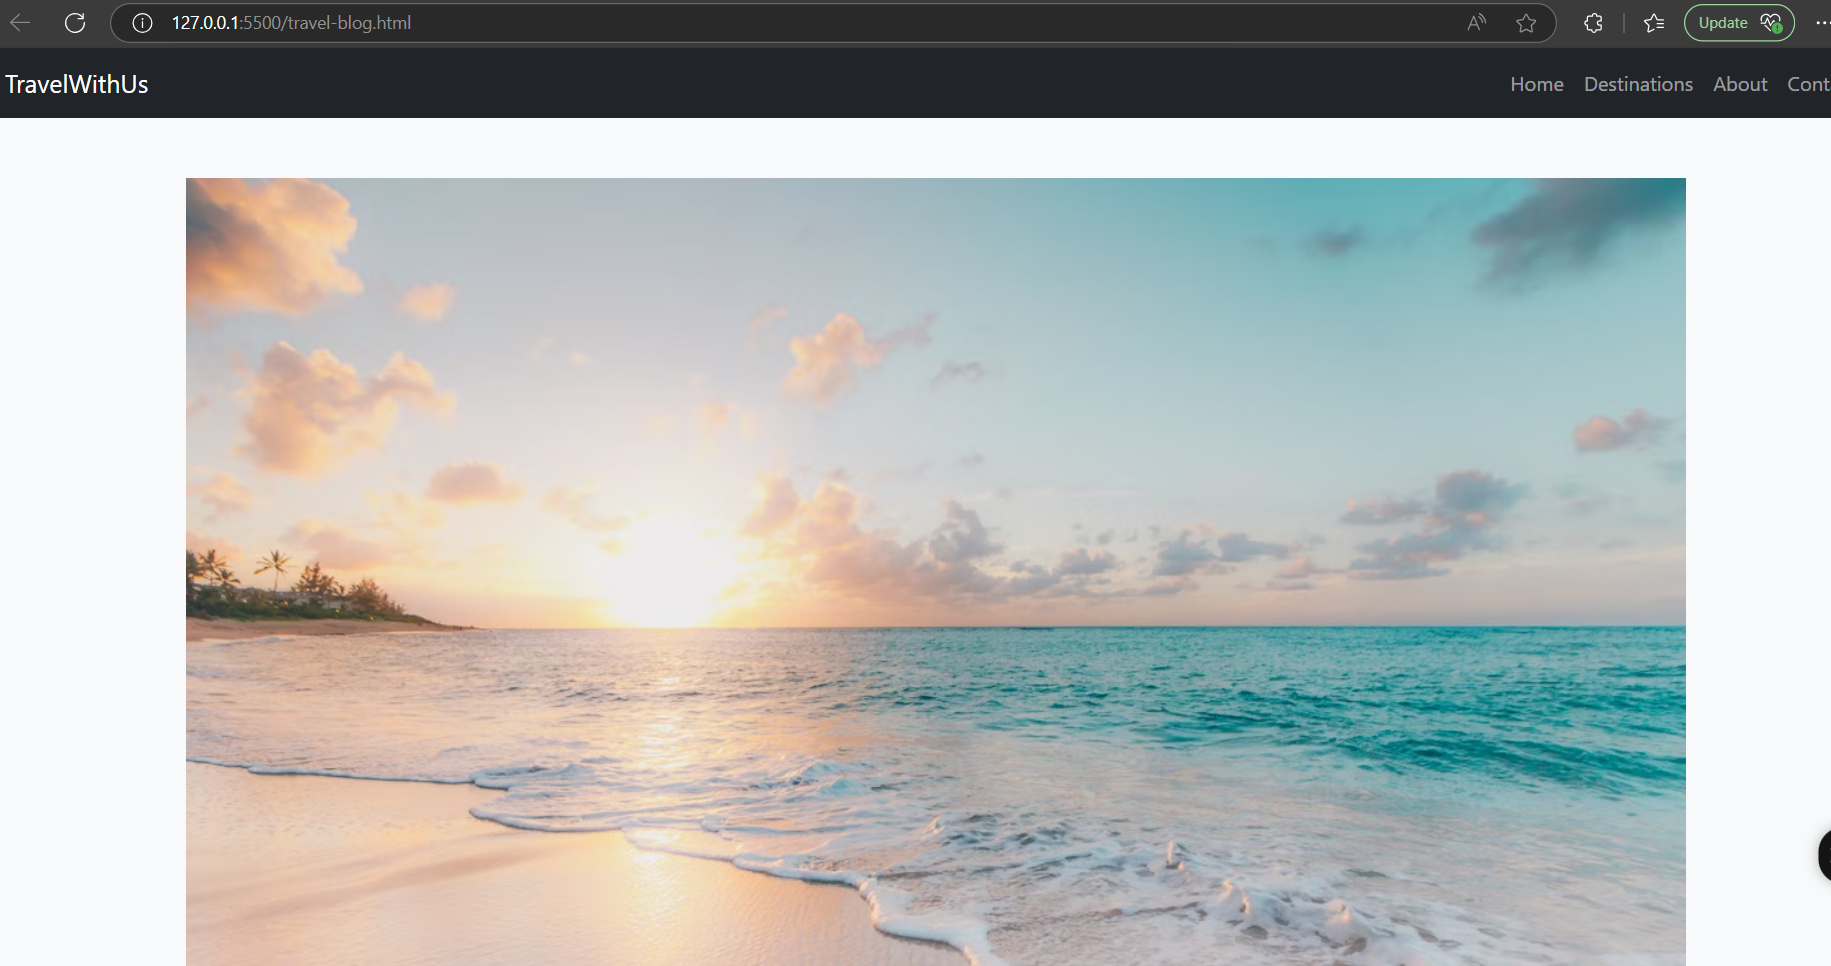 127.0.0.1:5500/travel-blog.html
Update
TravelWithUs
Home Destinations About Cont